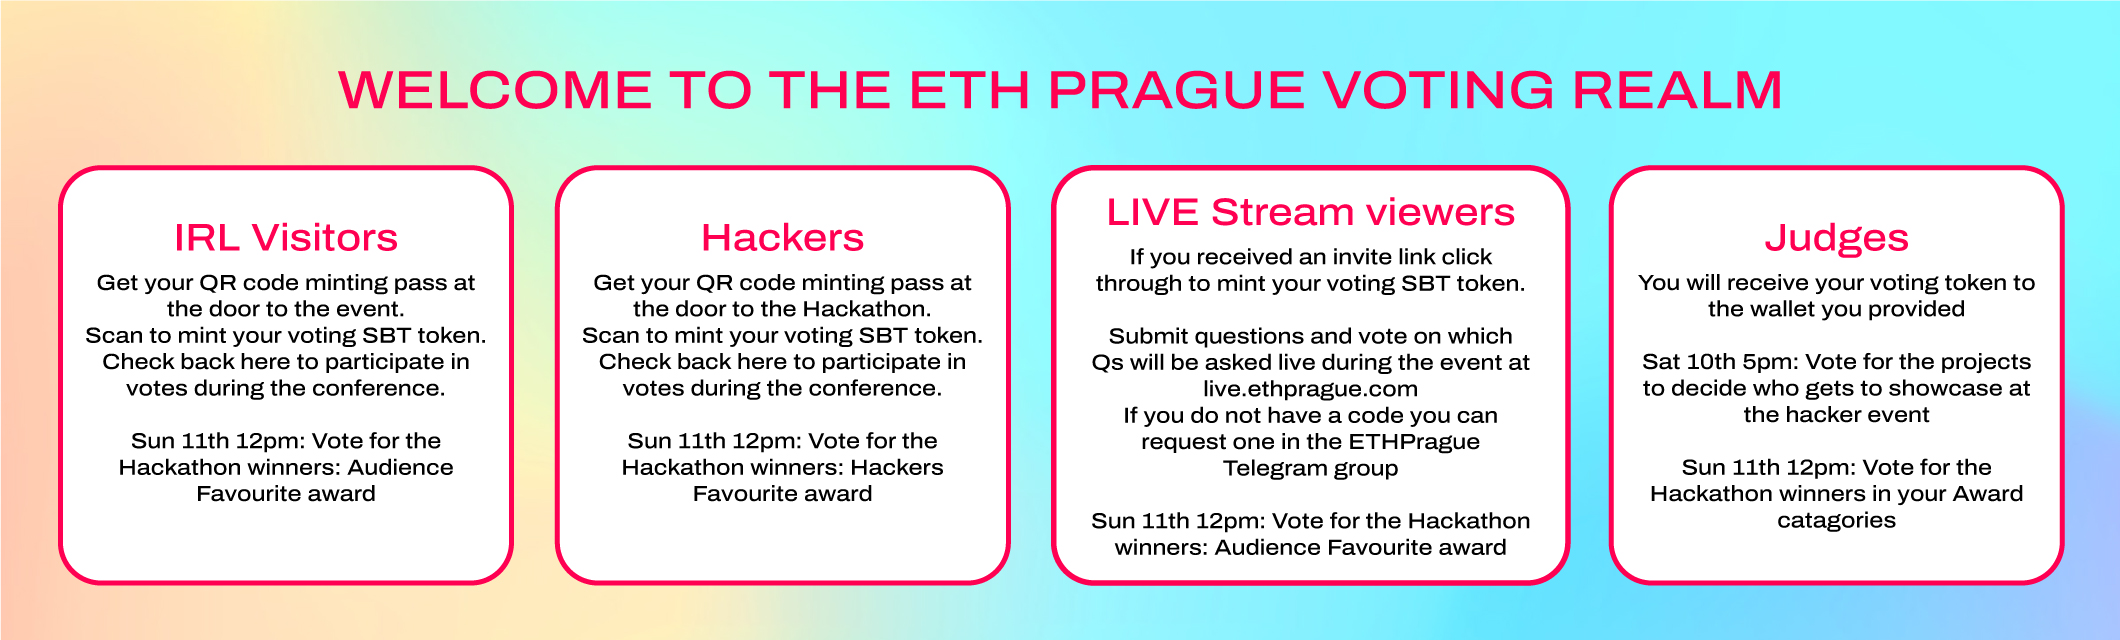 WELCOME TO THE ETH PRAGUE VOTING REALM
IRL Visitors
Get your QR code minting pass at
the door to the event.
Scan to mint your voting SBT token.
Check back here to participate in
votes during the conference.
Sun 11th 12pm: Vote for the
Hackathon winners: Audience
Favourite award
Hackers
Get your QR code minting pass at
the door to the Hackathon.
Scan to mint your voting SBT token.
Check back here to participate in
votes during the conference.
Sun 11th 12pm: Vote for the
Hackathon winners: Hackers
Favourite award
LIVE Stream viewers
If you received an invite link click
through to mint your voting SBT token.
Submit questions and vote on which
Qs will be asked live during the event at
live.ethprague.com
If you do not have a code you can
request one in the ETHPrague
Telegram group
Sun 11th 12pm: Vote for the Hackathon
winners: Audience Favourite award
Judges
You will receive your voting token to
the wallet you provided
Sat 10th 5pm: Vote for the projects
to decide who gets to showcase at
the hacker event
Sun 11th 12pm: Vote for the
Hackathon winners in your Award
catagories